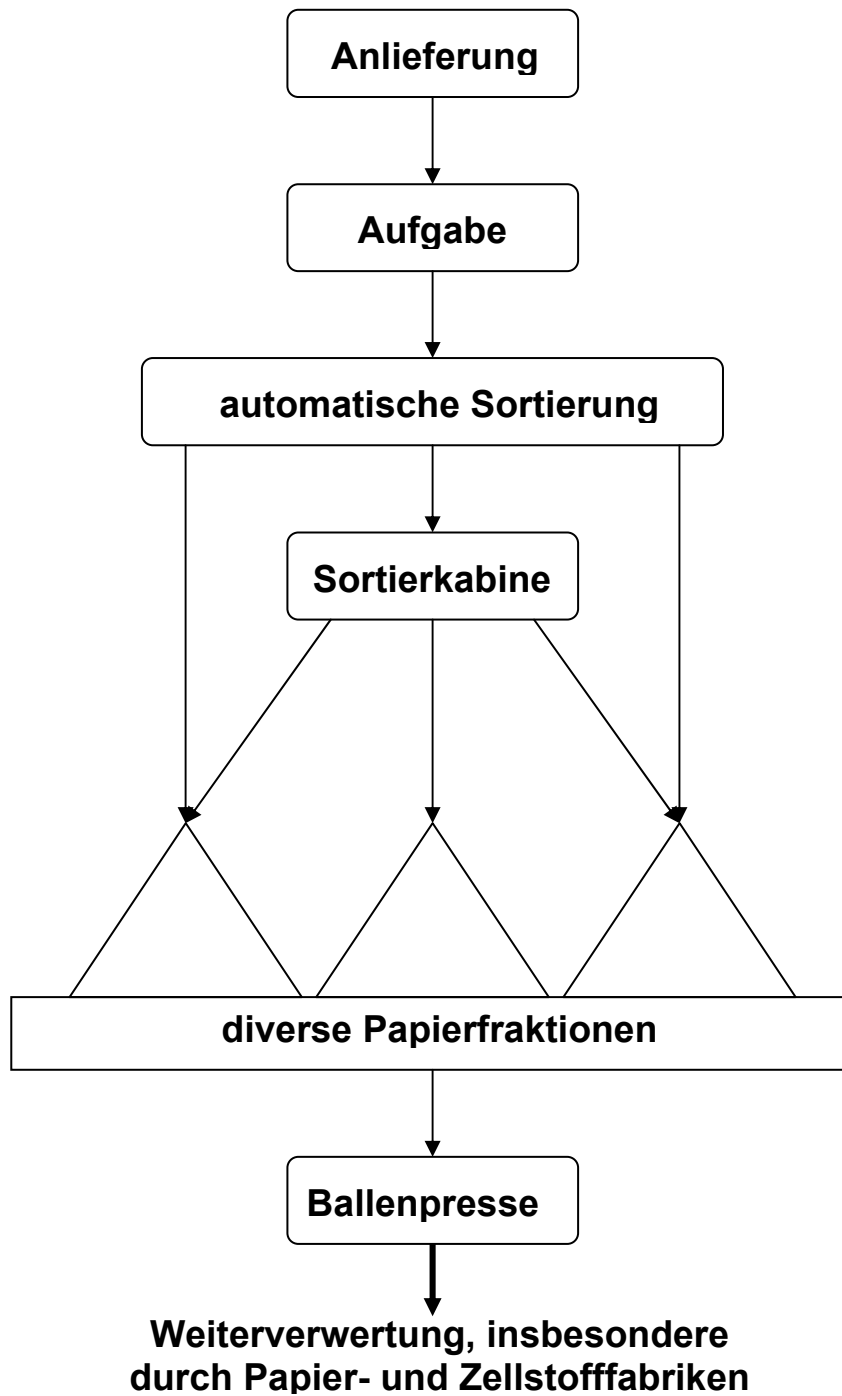 Anlieferung
Aufgabe
automatische Sortierung
Sortierkabine
diverse Papierfraktionen
Ballenpresse
Weiterverwertung, insbesondere
durch Papier- und Zellstofffabriken